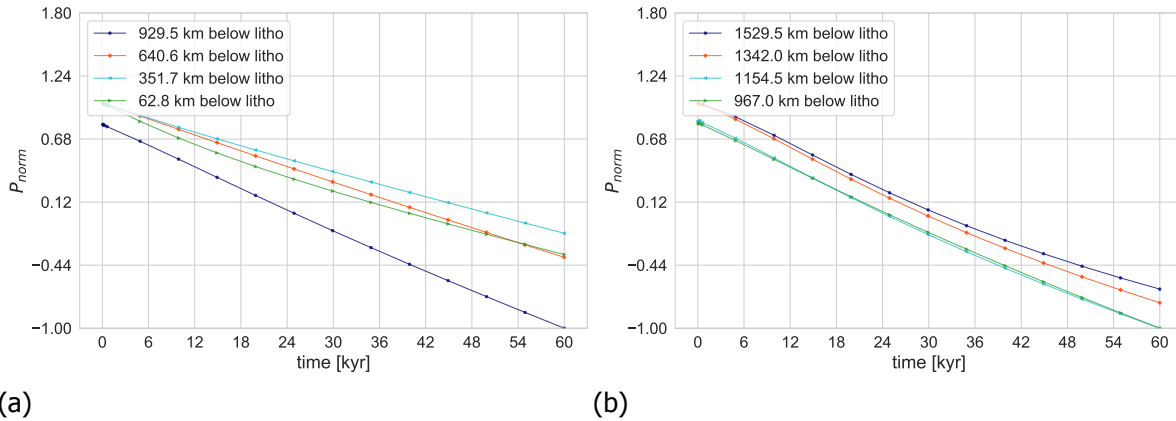 1.80
1.24
0.68
0.12
−0.44
−1.00
P_norm
929.5 km below litho
640.6 km below litho
351.7 km below litho
62.8 km below litho
0 6 12 18 24 30 36 42 48 54 60
time [kyr]
(a)
1.80
1.24
0.68
0.12
−0.44
−1.00
P_norm
1529.5 km below litho
1342.0 km below litho
1154.5 km below litho
967.0 km below litho
0 6 12 18 24 30 36 42 48 54 60
time [kyr]
(b)